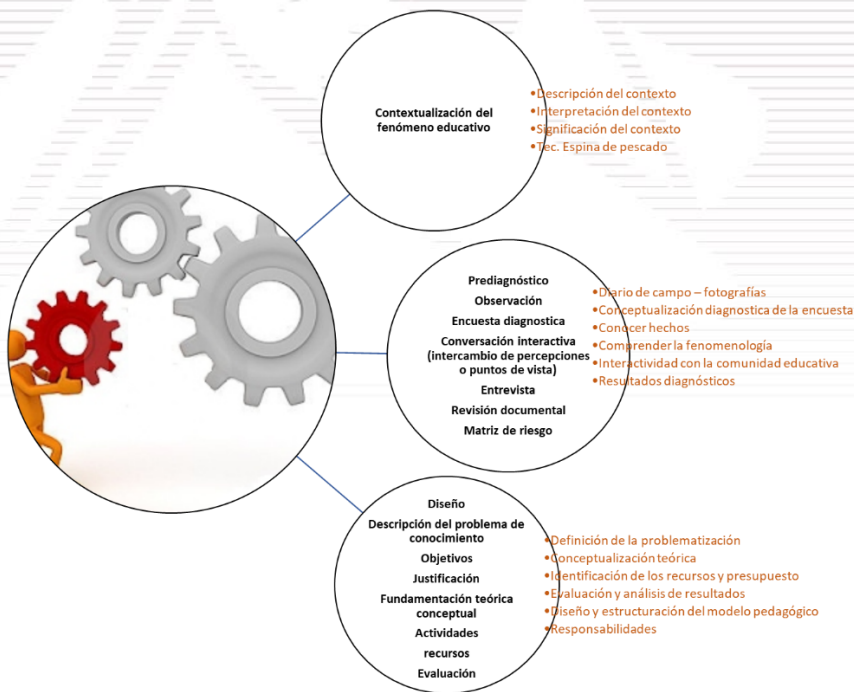 Contextualización del
fenómeno educativo
•Descripción del contexto
•Interpretación del contexto
•Significación del contexto
•Tec. Espina de pescado
Prediagnóstico
Observación
Encuesta diagnostica
Conversación interactiva
(intercambio de percepciones
o puntos de vista)
Entrevista
Revisión documental
Matriz de riesgo
•Diario de campo – fotografías
•Conceptualización diagnostica de la encuesta
•Conocer hechos
•Comprender la fenomenología
•Interactividad con la comunidad educativa
•Resultados diagnósticos
Diseño
Descripción del problema de
conocimiento
Objetivos
Justificación
Fundamentación teórica
conceptual
Actividades
recursos
Evaluación
•Definición de la problematización
•Conceptualización teórica
•Identificación de los recursos y presupuesto
•Evaluación y análisis de resultados
•Diseño y estructuración del modelo pedagógico
•Responsabilidades